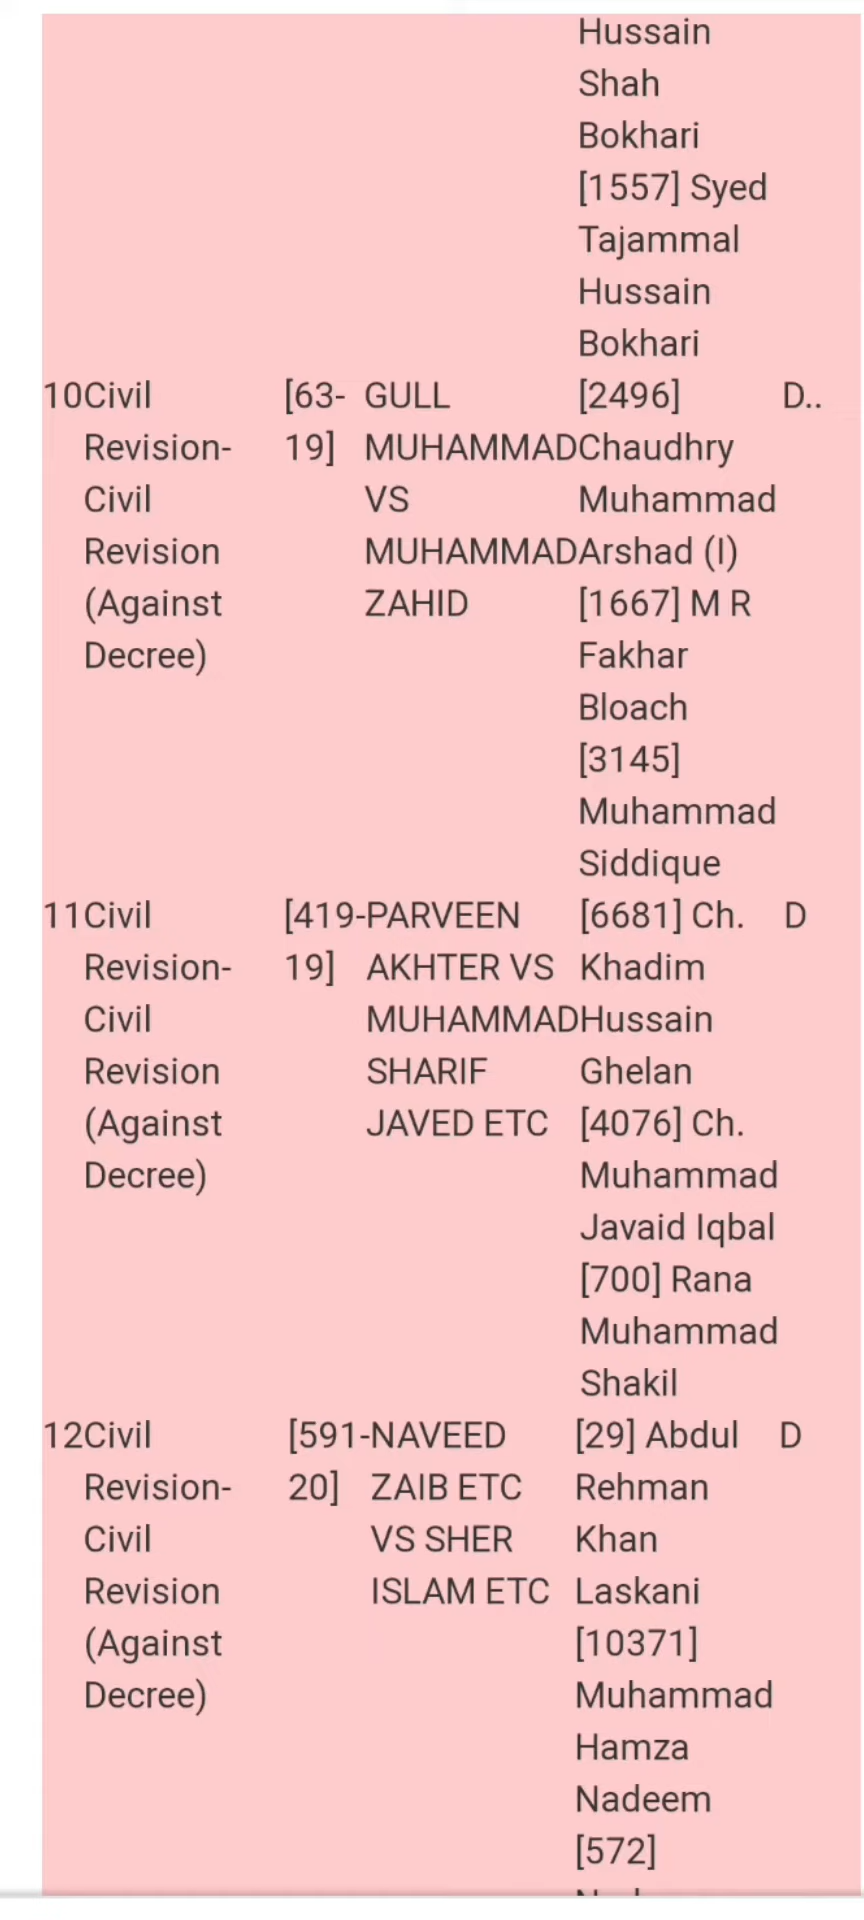 Hussain
Shah
Bokhari
[1557] Syed
Tajammal
Hussain
Bokhari
10Civil [63- GULL [2496] D..
Revision- 19] MUHAMMADChaudhry
Civil VS Muhammad
Revision MUHAMMADArshad (I)
(Against ZAHID [1667] M R
Decree) Fakhar
Bloach
[3145]
Muhammad
Siddique
11Civil [419-PARVEEN [6681] Ch. D
Revision- 19] AKHTER VS Khadim
Civil MUHAMMADHussain
Revision SHARIF Ghelan
(Against JAVED ETC [4076] Ch.
Decree) Muhammad
Javaid Iqbal
[700] Rana
Muhammad
Shakil
12Civil [591-NAVEED [29] Abdul D
Revision- 20] ZAIB ETC Rehman
Civil VS SHER Khan
Revision ISLAM ETC Laskani
(Against [10371]
Decree) Muhammad
Hamza
Nadeem
[572]